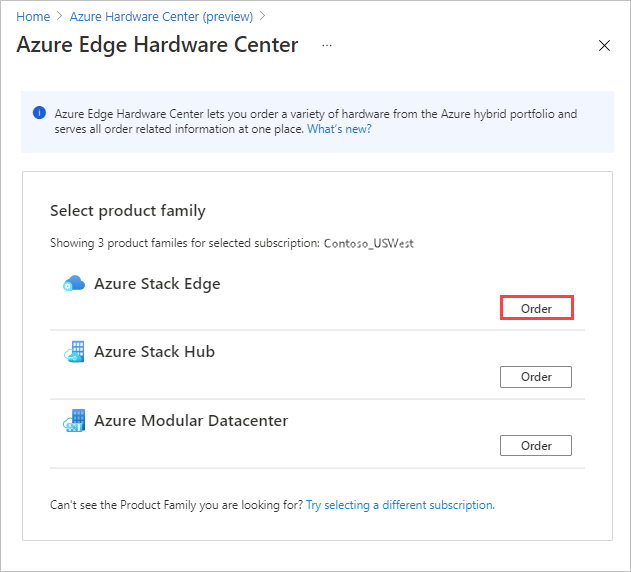 Home > Azure Hardware Center (preview) >
Azure Edge Hardware Center ...
Azure Edge Hardware Center lets you order a variety of hardware from the Azure hybrid portfolio and
serves all order related information at one place. What's new?
Select product family
Showing 3 product familes for selected subscription: Contoso_USWest
Azure Stack Edge
Order
Azure Stack Hub
Order
Azure Modular Datacenter
Order
Can't see the Product Family you are looking for? Try selecting a different subscription.